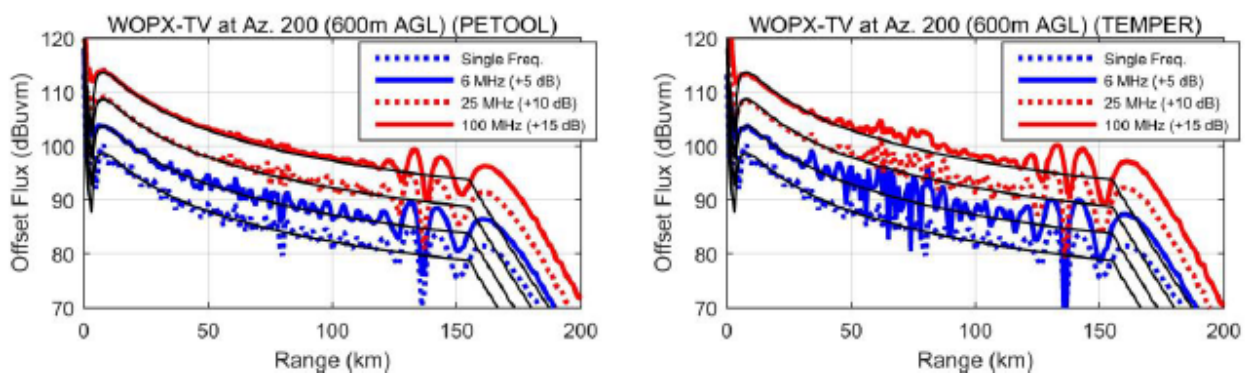 WOPX-TV at Az. 200 (600m AGL) (PETOOL)
120
110
100
90
80
70
Offset Flux (dBuvm)
Single Freq.
6 MHz (+5 dB)
25 MHz (+10 dB)
100 MHz (+15 dB)
0
50
100
150
200
Range (km)
WOPX-TV at Az. 200 (600m AGL) (TEMPER)
120
110
100
90
80
70
Offset Flux (dBuvm)
Single Freq.
6 MHz (+5 dB)
25 MHz (+10 dB)
100 MHz (+15 dB)
0
50
100
150
200
Range (km)